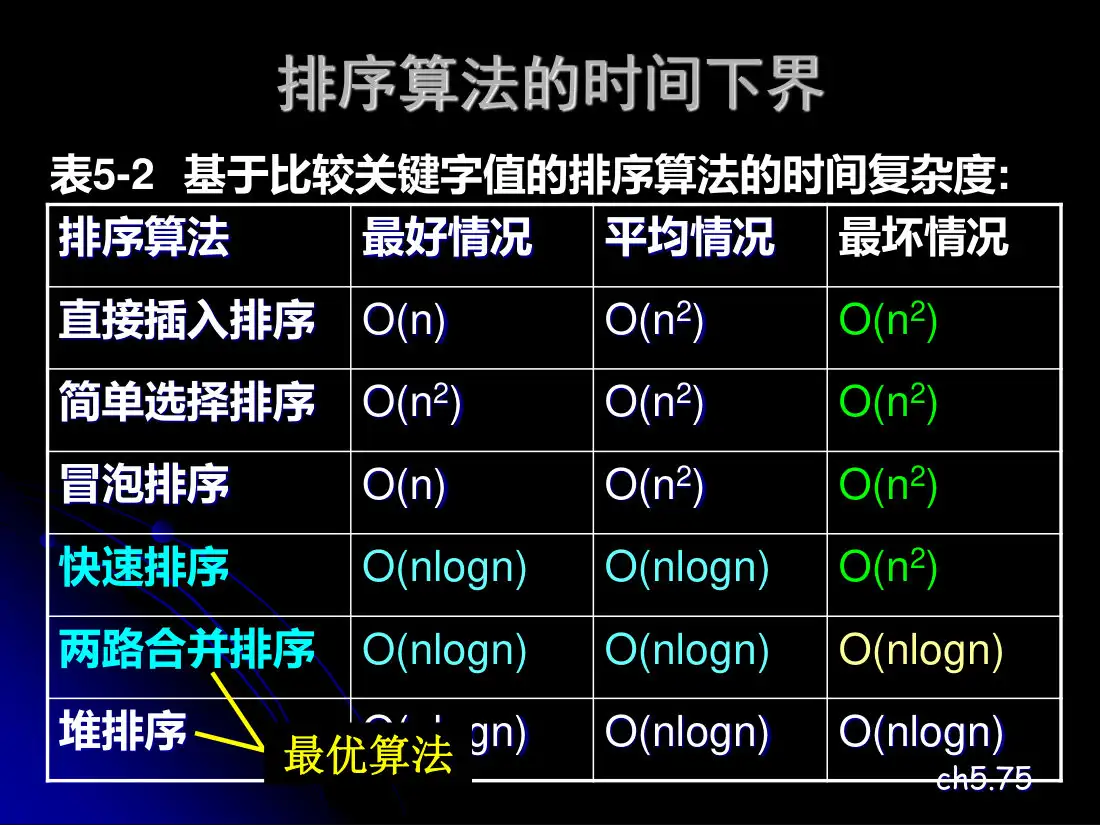 排序算法的时间下界
表5-2 基于比较关键字值的排序算法的时间复杂度:
排序算法 最好情况 平均情况 最坏情况
直接插入排序 O(n) O(n²) O(n²)
简单选择排序 O(n²) O(n²) O(n²)
冒泡排序 O(n) O(n²) O(n²)
快速排序 O(nlogn) O(nlogn) O(n²)
两路合并排序 O(nlogn) O(nlogn) O(nlogn)
堆排序 O(nlogn) O(nlogn) O(nlogn)
最优算法
ch5.75